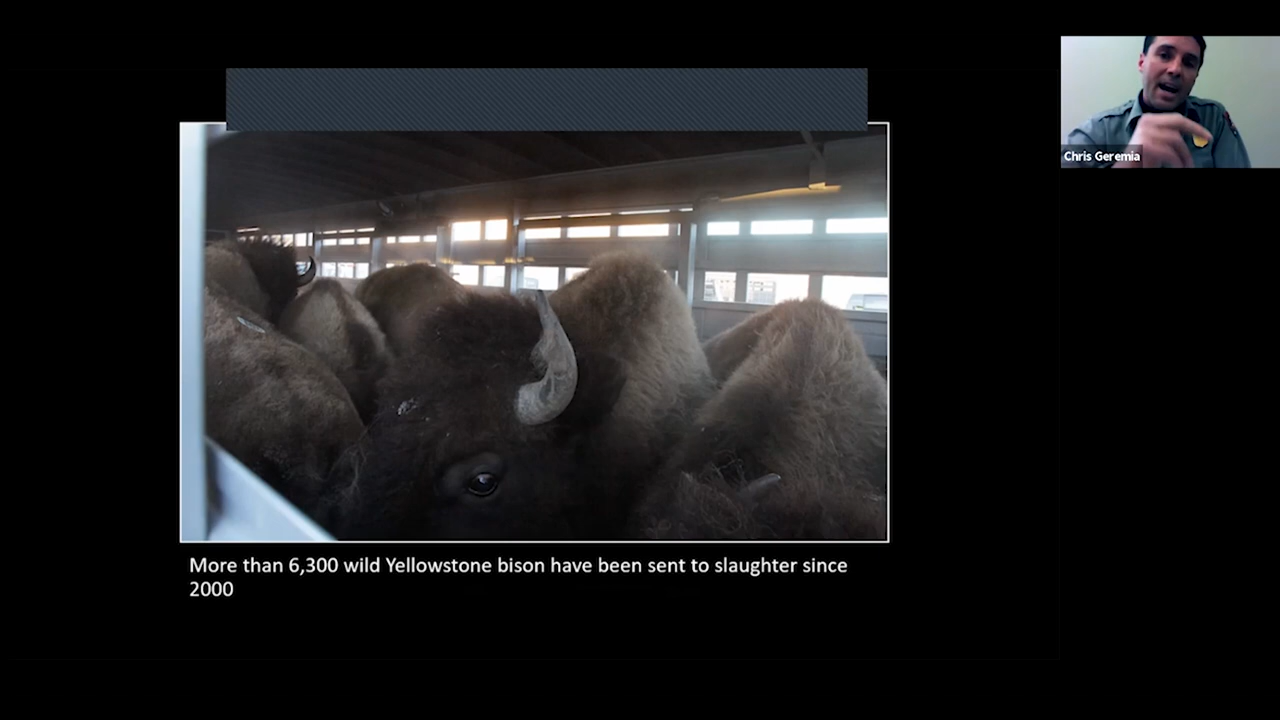 Chris Geremia
More than 6,300 wild Yellowstone bison have been sent to slaughter since
2000